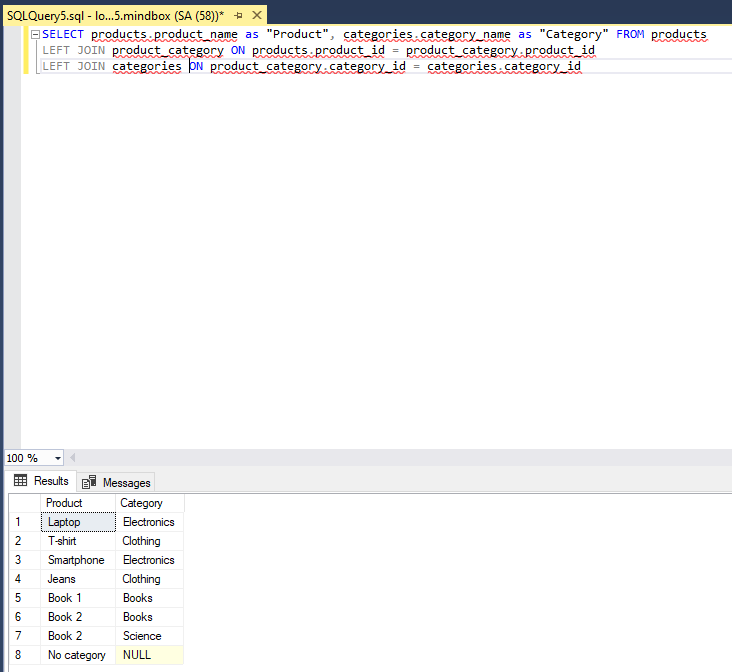 SQLQuery5.sql - lo...5.mindbox (SA (58))*
SELECT products.product_name as "Product", categories.category_name as "Category" FROM products
LEFT JOIN product_category ON products.product_id = product_category.product_id
LEFT JOIN categories ON product_category.category_id = categories.category_id
100 %
Results Messages
Product Category
1 Laptop Electronics
2 T-shirt Clothing
3 Smartphone Electronics
4 Jeans Clothing
5 Book 1 Books
6 Book 2 Books
7 Book 2 Science
8 No category NULL